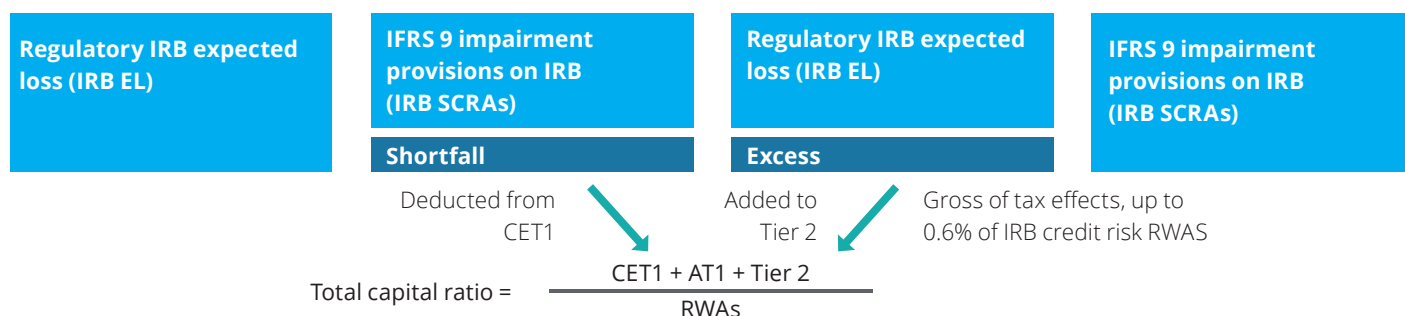 Regulatory IRB expected
loss (IRB EL)
IFRS 9 impairment
provisions on IRB
(IRB SCRAs)
Shortfall
Regulatory IRB expected
loss (IRB EL)
Excess
IFRS 9 impairment
provisions on IRB
(IRB SCRAs)
Deducted from
CET1
Added to
Tier 2
Gross of tax effects, up to
0.6% of IRB credit risk RWAS
Total capital ratio =
CET1 + AT1 + Tier 2
RWAs